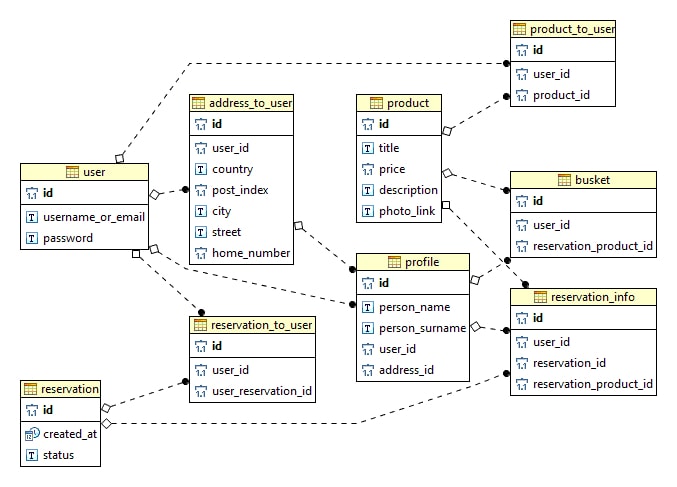 product_to_user
id
user_id
product_id
address_to_user
id
user_id
country
post_index
city
street
home_number
product
id
title
price
description
photo_link
user
id
username_or_email
password
busket
id
user_id
reservation_product_id
profile
id
person_name
person_surname
user_id
address_id
reservation_info
id
user_id
reservation_id
reservation_product_id
reservation_to_user
id
user_id
user_reservation_id
reservation
id
created_at
status